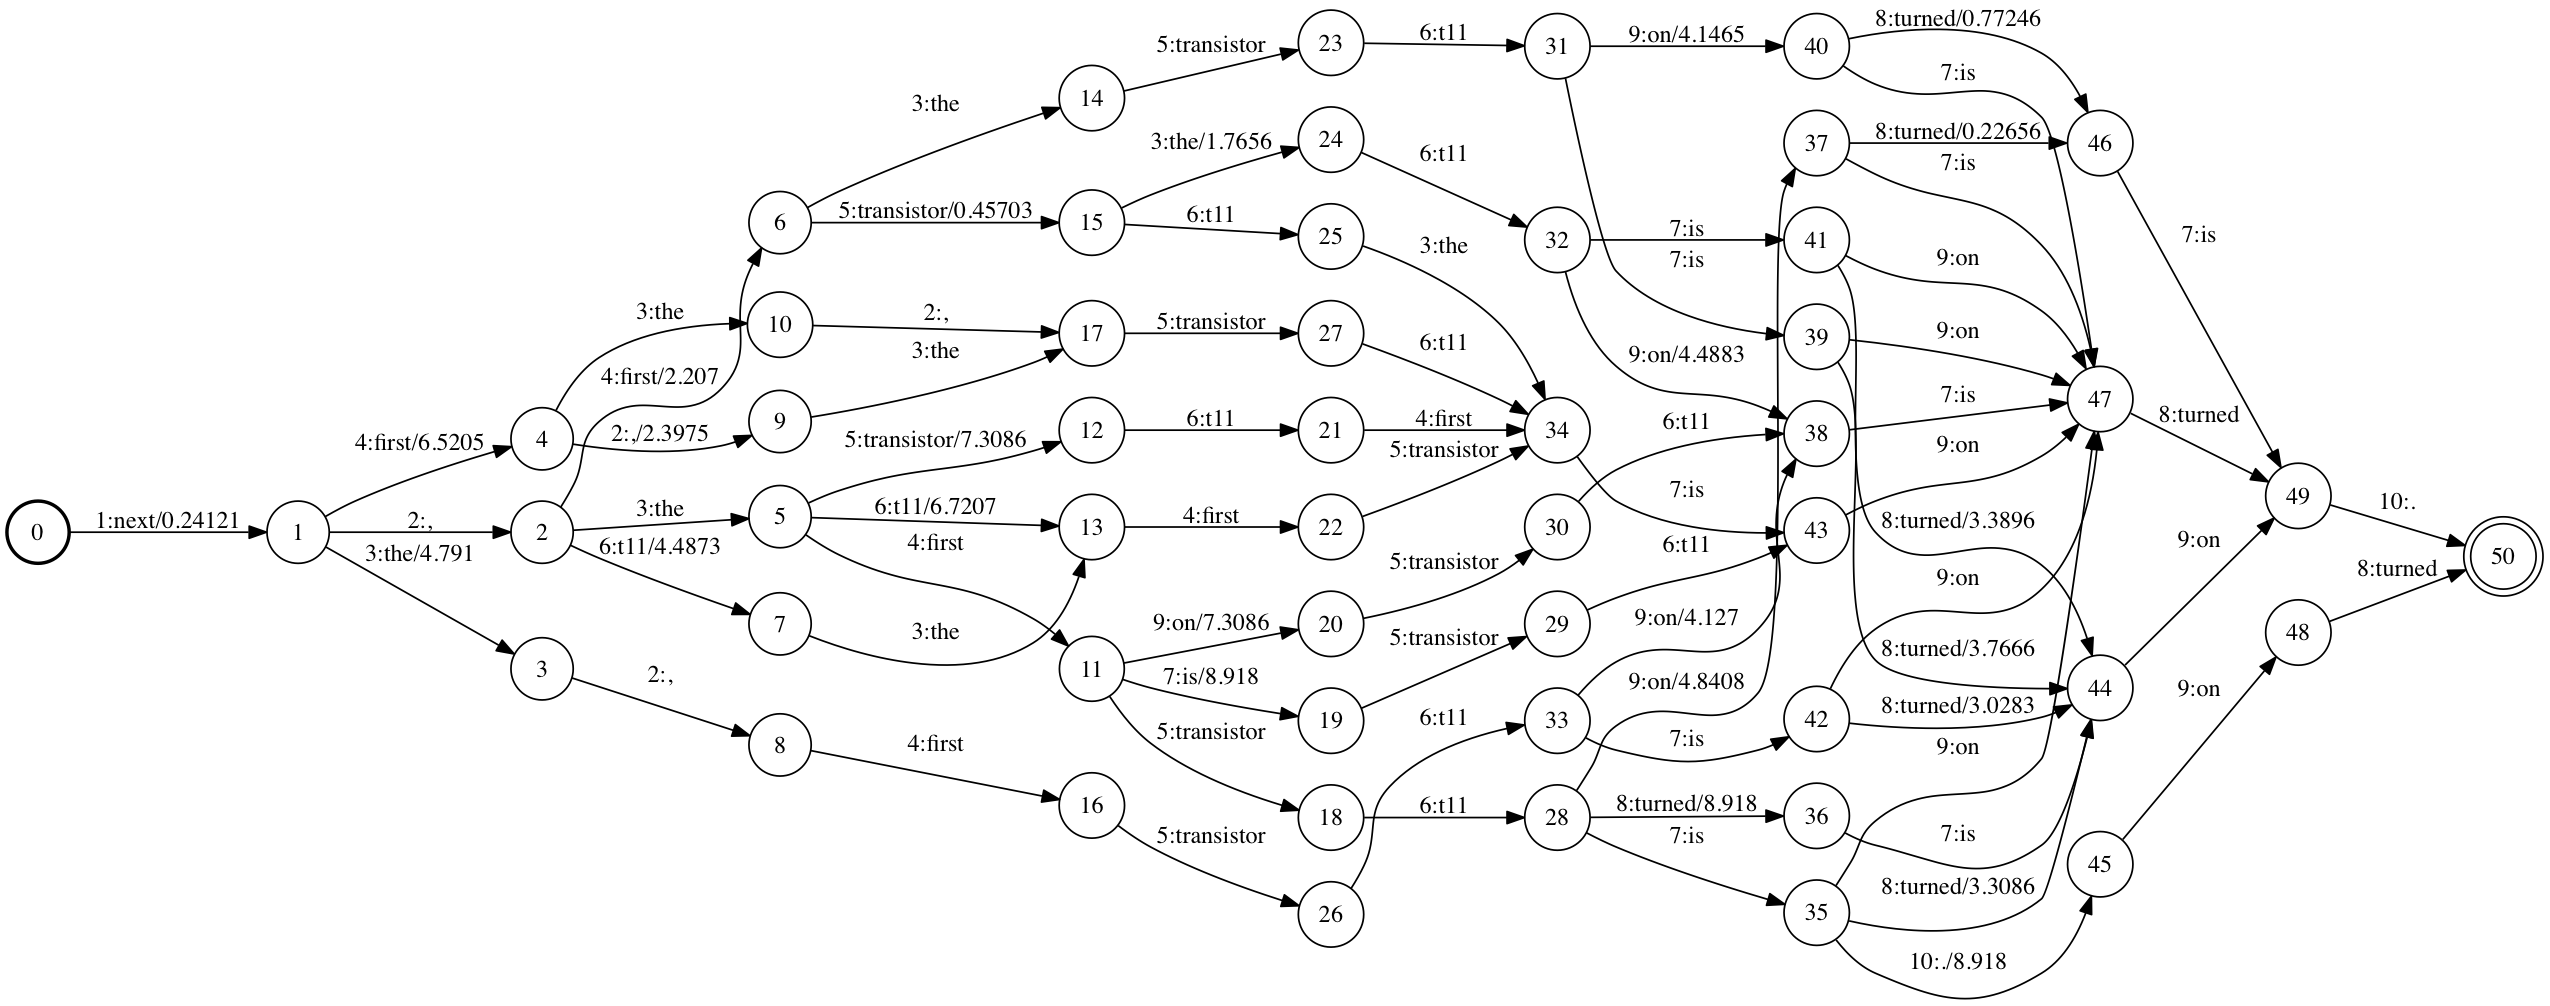 0
1:next/0.24121
1
4:first/6.5205
2:,
3:the/4.791
4
2
3
3:the
4:first/2.207
2:,/2.3975
3:the
6:t11/4.4873
2:,
6
10
9
5
7
8
3:the
5:transistor/0.45703
2:,
3:the
5:transistor/7.3086
6:t11/6.7207
4:first
3:the
4:first
14
15
17
12
13
11
16
5:transistor
3:the/1.7656
6:t11
5:transistor
6:t11
4:first
9:on/7.3086
7:is/8.918
5:transistor
5:transistor
23
24
25
27
21
22
20
19
18
26
6:t11
6:t11
3:the
6:t11
4:first
5:transistor
5:transistor
5:transistor
6:t11
6:t11
31
32
34
30
29
33
28
9:on/4.1465
7:is
7:is
9:on/4.4883
6:t11
7:is
6:t11
9:on/4.127
9:on/4.8408
7:is
8:turned/8.918
7:is
40
37
41
39
38
43
42
36
35
8:turned/0.77246
7:is
8:turned/0.22656
7:is
9:on
9:on
7:is
9:on
8:turned/3.3896
9:on
8:turned/3.7666
8:turned/3.0283
9:on
7:is
8:turned/3.3086
10:./8.918
46
47
44
45
7:is
8:turned
9:on
9:on
49
48
10:.
8:turned
50